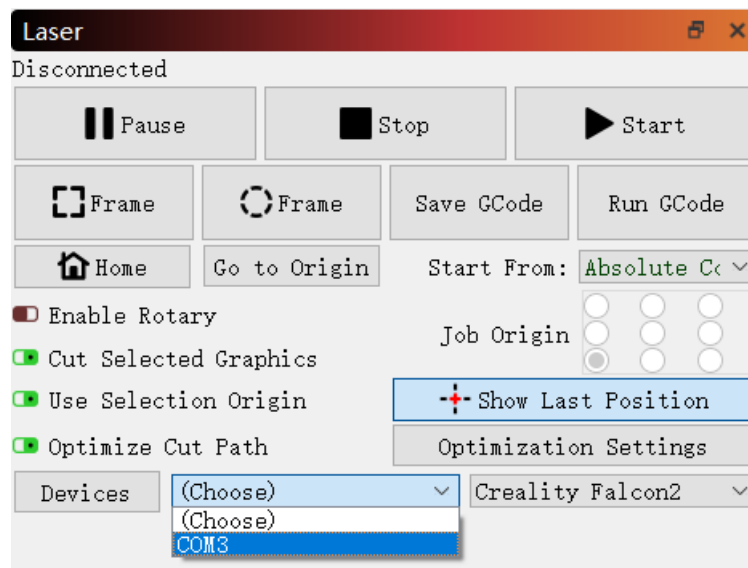 Laser
Disconnected
Pause Stop Start
Frame Frame Save GCode Run GCode
Home Go to Origin Start From: Absolute Co
Enable Rotary
Job Origin
Cut Selected Graphics
Use Selection Origin Show Last Position
Optimize Cut Path Optimization Settings
Devices (Choose) Creality Falcon2
(Choose)
COM3